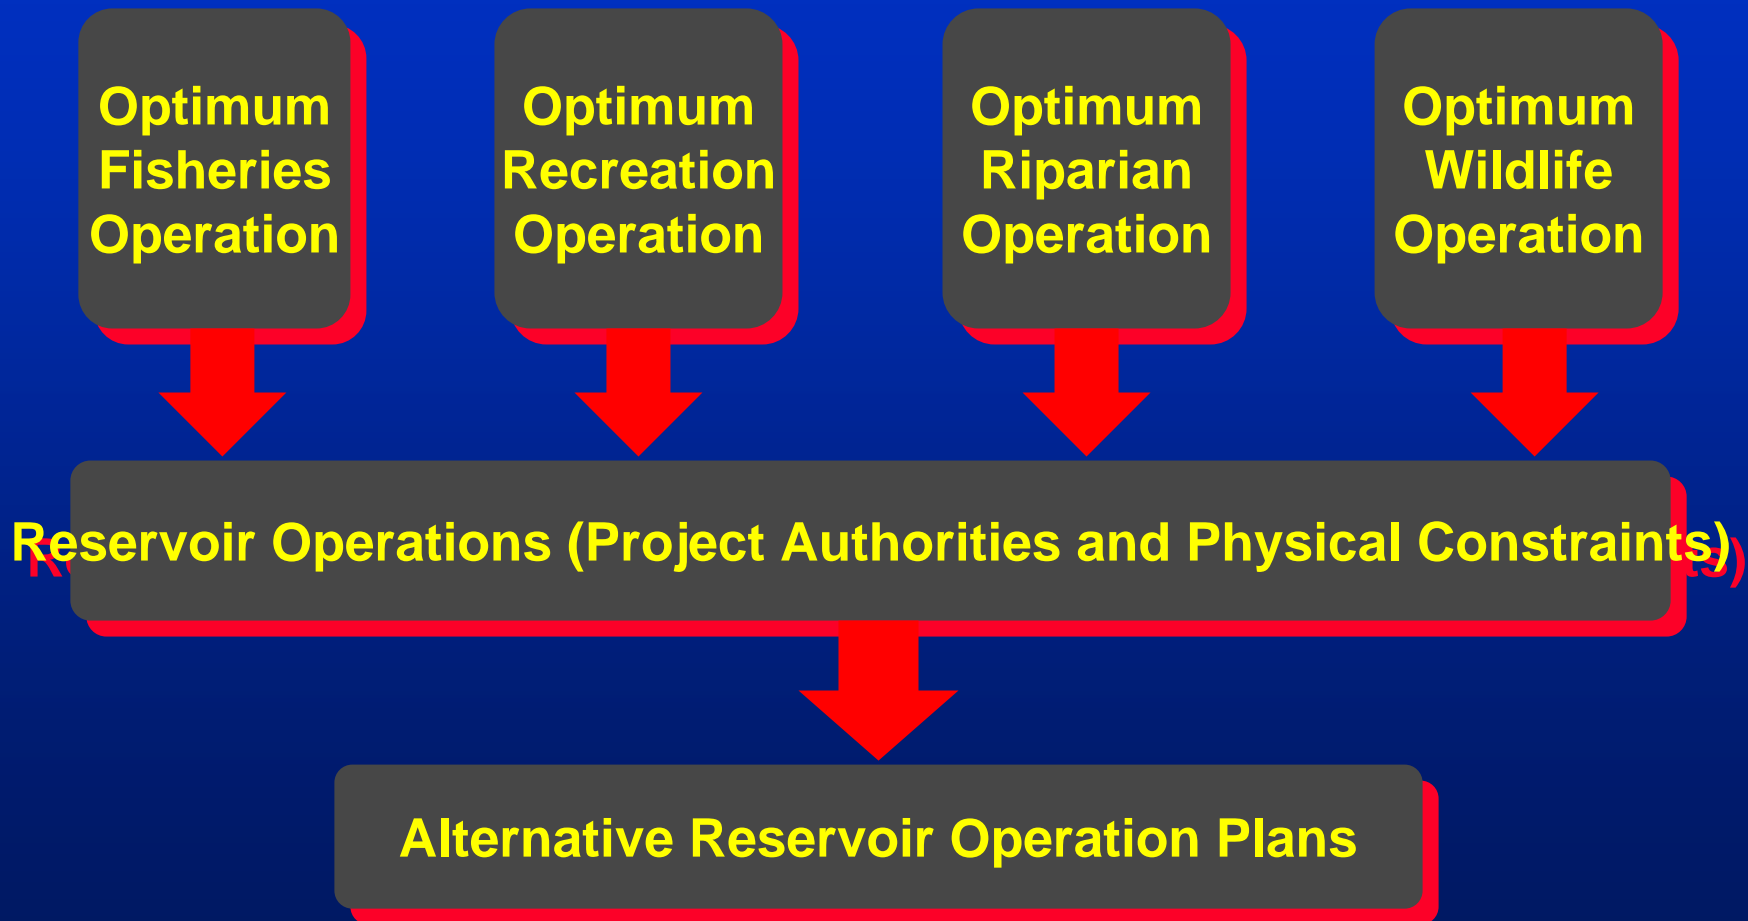 Optimum
Fisheries
Operation
Optimum
Recreation
Operation
Optimum
Riparian
Operation
Optimum
Wildlife
Operation
Reservoir Operations (Project Authorities and Physical Constraints)
Alternative Reservoir Operation Plans